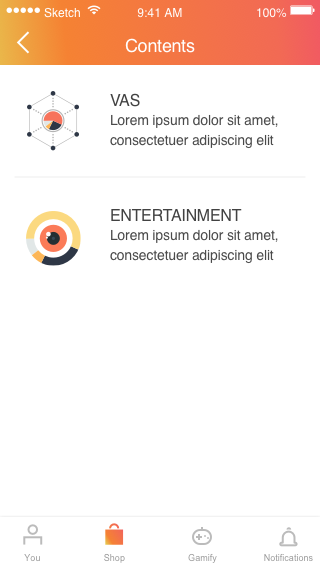 Sketch 9:41 AM 100%
Contents
VAS
Lorem ipsum dolor sit amet,
consectetuer adipiscing elit
ENTERTAINMENT
Lorem ipsum dolor sit amet,
consectetuer adipiscing elit
You Shop Gamify Notifications